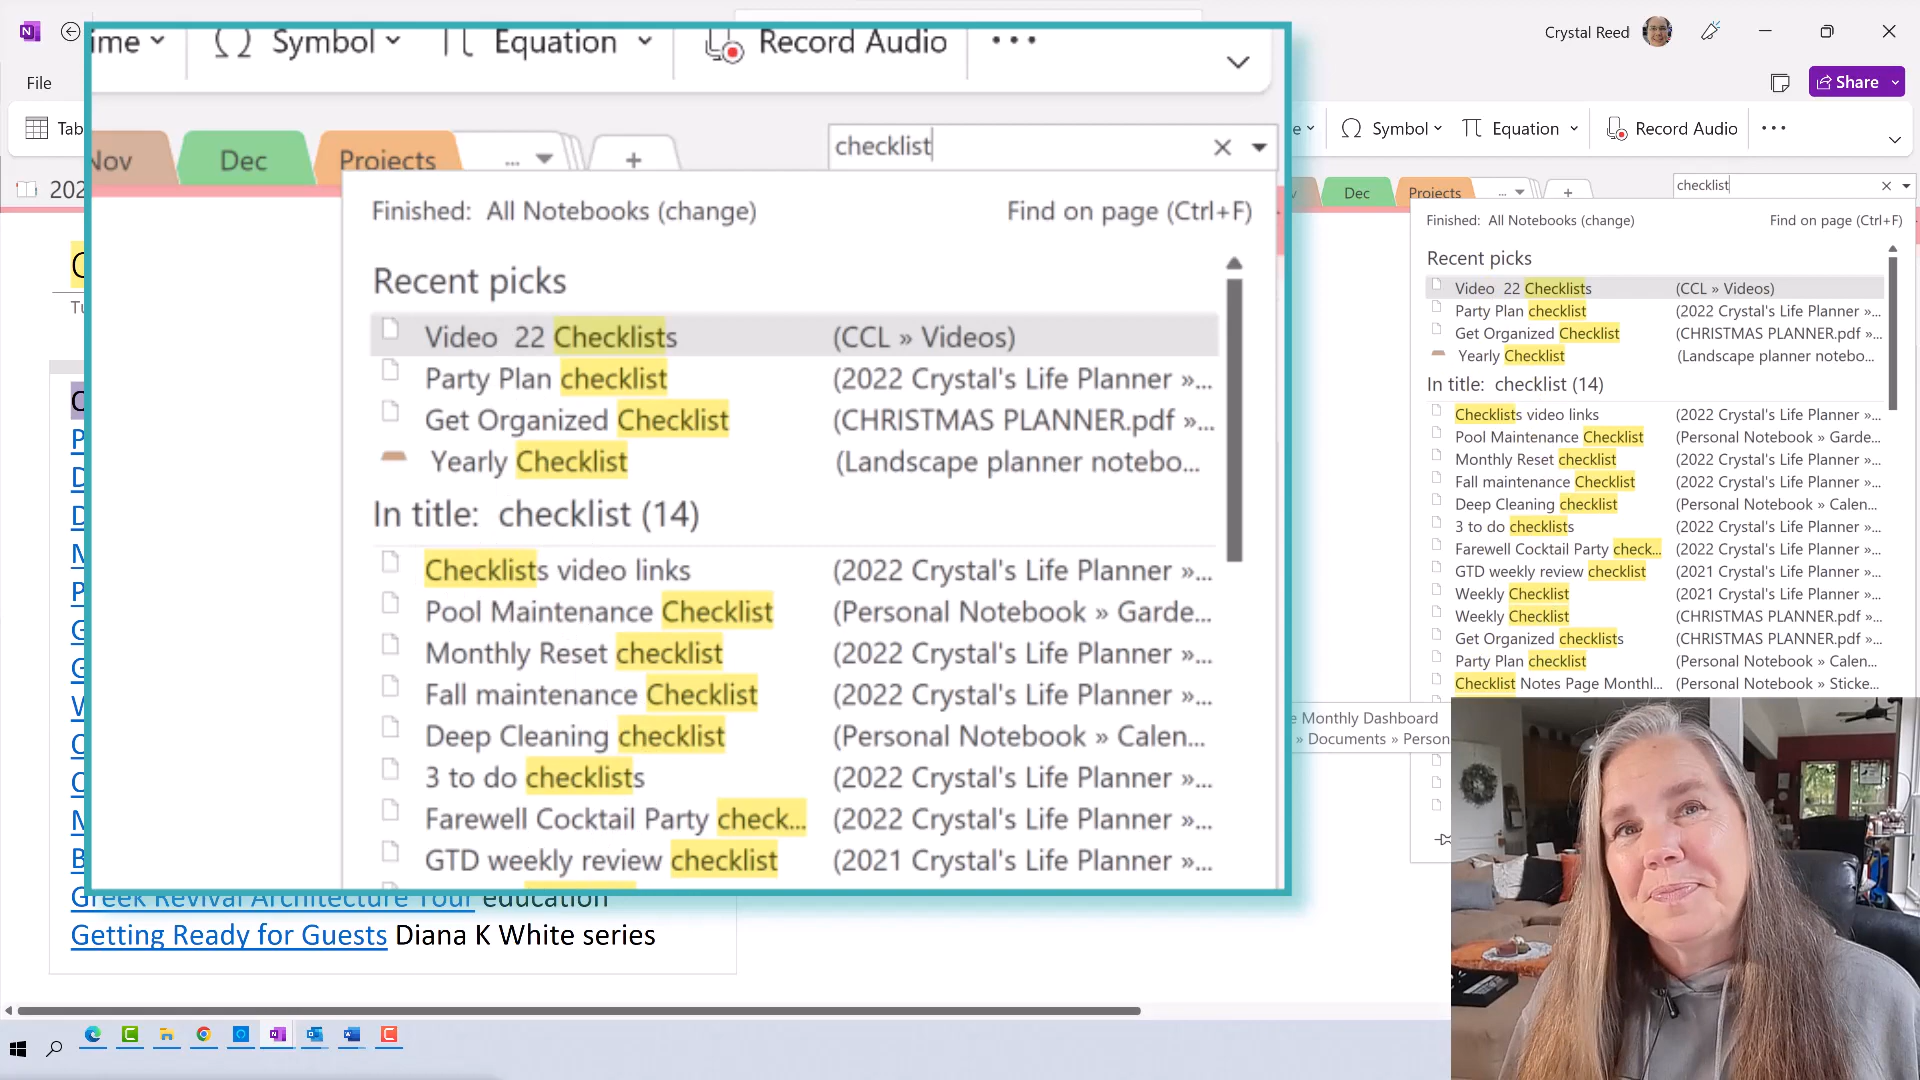 Crystal Reed
File
Share
Tab
ime
Symbol
Equation
Record Audio
Symbol
Equation
Record Audio
202
Nov
Dec
Projects
...
+
checklist
Dec
Projects
...
+
checklist
Finished: All Notebooks (change)
Find on page (Ctrl+F)
Recent picks
Video 22 Checklists (CCL » Videos)
Party Plan checklist (2022 Crystal's Life Planner »...
Get Organized Checklist (CHRISTMAS PLANNER.pdf »...
Yearly Checklist (Landscape planner notebo...
In title: checklist (14)
Checklists video links (2022 Crystal's Life Planner »...
Pool Maintenance Checklist (Personal Notebook » Garde...
Monthly Reset checklist (2022 Crystal's Life Planner »...
Fall maintenance Checklist (2022 Crystal's Life Planner »...
Deep Cleaning checklist (Personal Notebook » Calen...
3 to do checklists (2022 Crystal's Life Planner »...
Farewell Cocktail Party check... (2022 Crystal's Life Planner »...
GTD weekly review checklist (2021 Crystal's Life Planner »...
Finished: All Notebooks (change)
Find on page (Ctrl+F)
Recent picks
Video 22 Checklists (CCL » Videos)
Party Plan checklist (2022 Crystal's Life Planner »...
Get Organized Checklist (CHRISTMAS PLANNER.pdf »...
Yearly Checklist (Landscape planner notebo...
In title: checklist (14)
Checklists video links (2022 Crystal's Life Planner »...
Pool Maintenance Checklist (Personal Notebook » Garde...
Monthly Reset checklist (2022 Crystal's Life Planner »...
Fall maintenance Checklist (2022 Crystal's Life Planner »...
Deep Cleaning checklist (Personal Notebook » Calen...
3 to do checklists (2022 Crystal's Life Planner »...
Farewell Cocktail Party check... (2022 Crystal's Life Planner »...
GTD weekly review checklist (2021 Crystal's Life Planner »...
Weekly Checklist (2021 Crystal's Life Planner »...
Weekly Checklist (CHRISTMAS PLANNER.pdf »...
Get Organized checklists (CHRISTMAS PLANNER.pdf »...
Party Plan checklist (Personal Notebook » Calen...
Checklist Notes Page Monthl... (Personal Notebook » Sticke...
e Monthly Dashboard
» Documents » Person
Greek Revival Architecture Tour education
Getting Ready for Guests Diana K White series